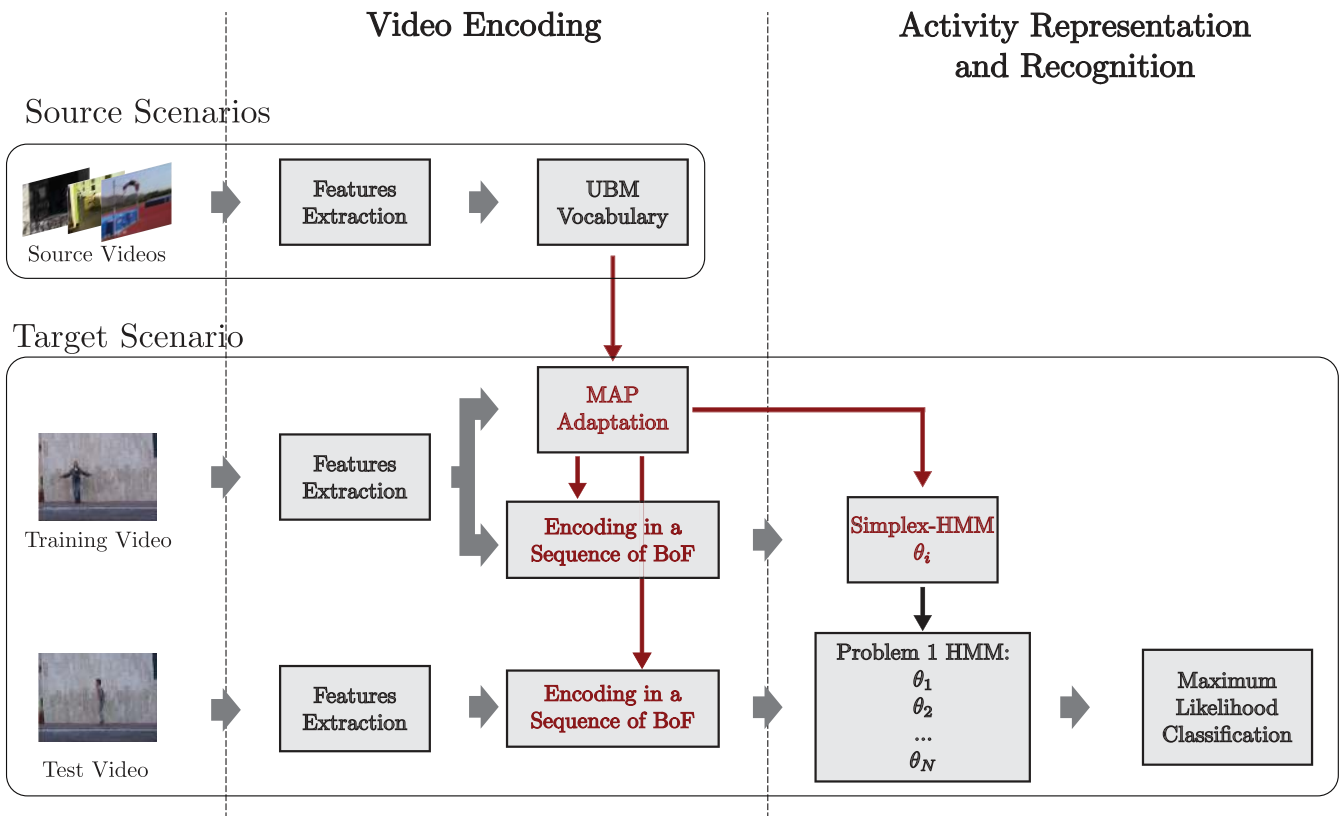 Video Encoding
Activity Representation
and Recognition
Source Scenarios
Source Videos
Features
Extraction
UBM
Vocabulary
Target Scenario
MAP
Adaptation
Training Video
Features
Extraction
Encoding in a
Sequence of BoF
Simplex-HMM
θᵢ
Test Video
Features
Extraction
Encoding in a
Sequence of BoF
Problem 1 HMM:
θ₁
θ₂
...
θ_N
Maximum
Likelihood
Classification